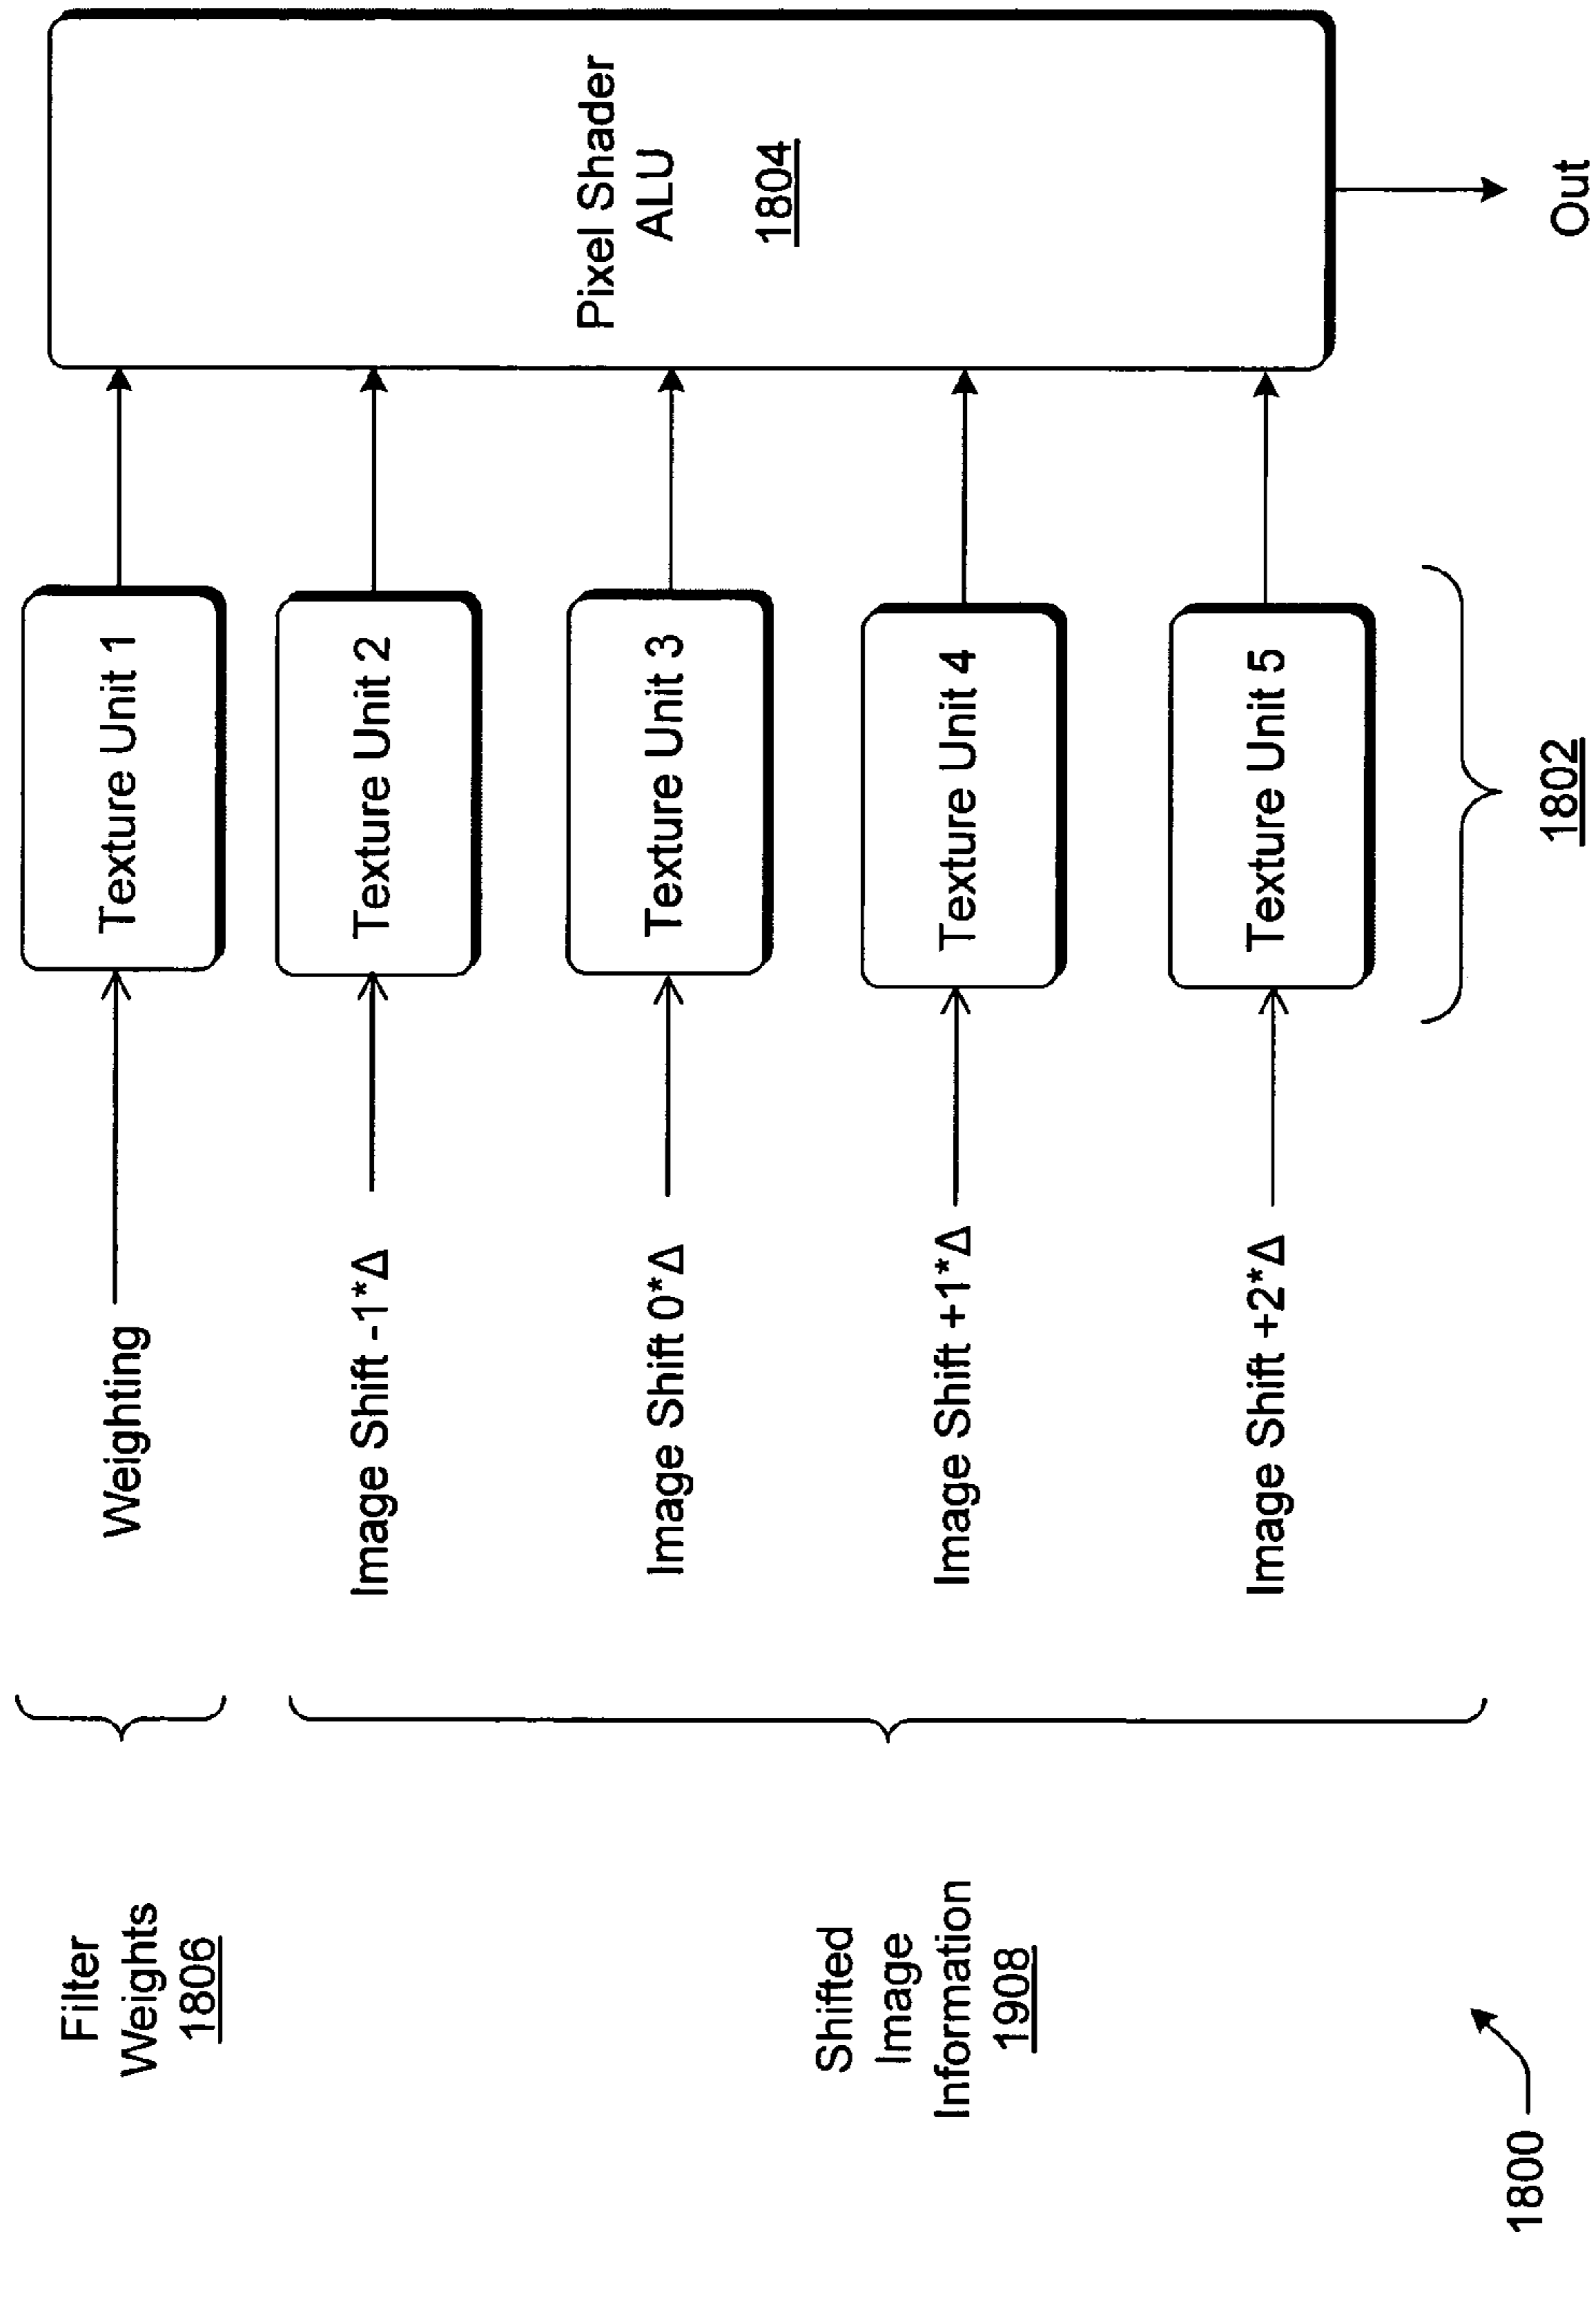 Filter
Weights
1806
Weighting
Texture Unit 1
Shifted
Image
Information
1908
Image Shift -1*Δ
Texture Unit 2
Image Shift 0*Δ
Texture Unit 3
Image Shift +1*Δ
Texture Unit 4
Image Shift +2*Δ
Texture Unit 5
Pixel Shader
ALU
1804
1800
1802
Out